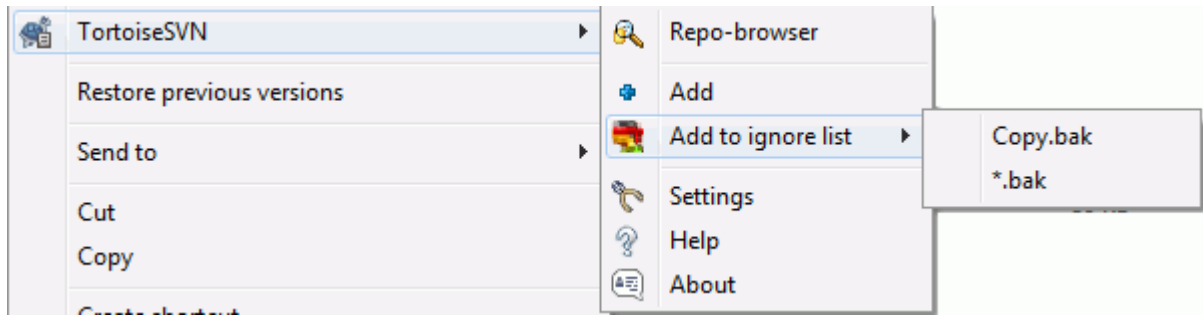 TortoiseSVN
Restore previous versions
Send to
Cut
Copy
Repo-browser
Add
Add to ignore list
Settings
Help
About
Copy.bak
*.bak